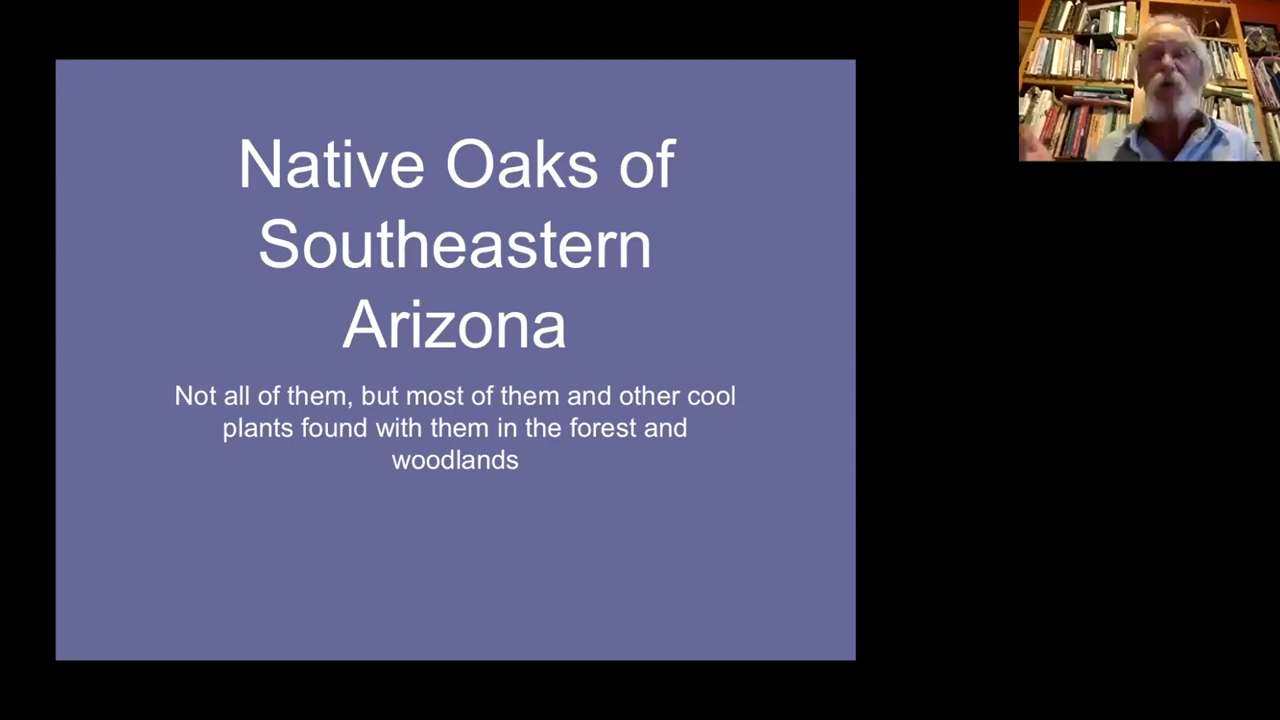 Native Oaks of
Southeastern
Arizona
Not all of them, but most of them and other cool
plants found with them in the forest and
woodlands